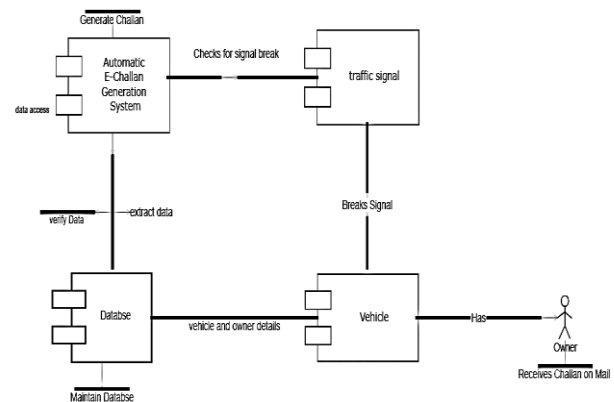 Generate Challan
Automatic
E-Challan
Generation
System
data access
Checks for signal break
traffic signal
verify Data
extract data
Breaks Signal
Databse
vehicle and owner details
Vehicle
Has
Owner
Maintain Databse
Receives Challan on Mail